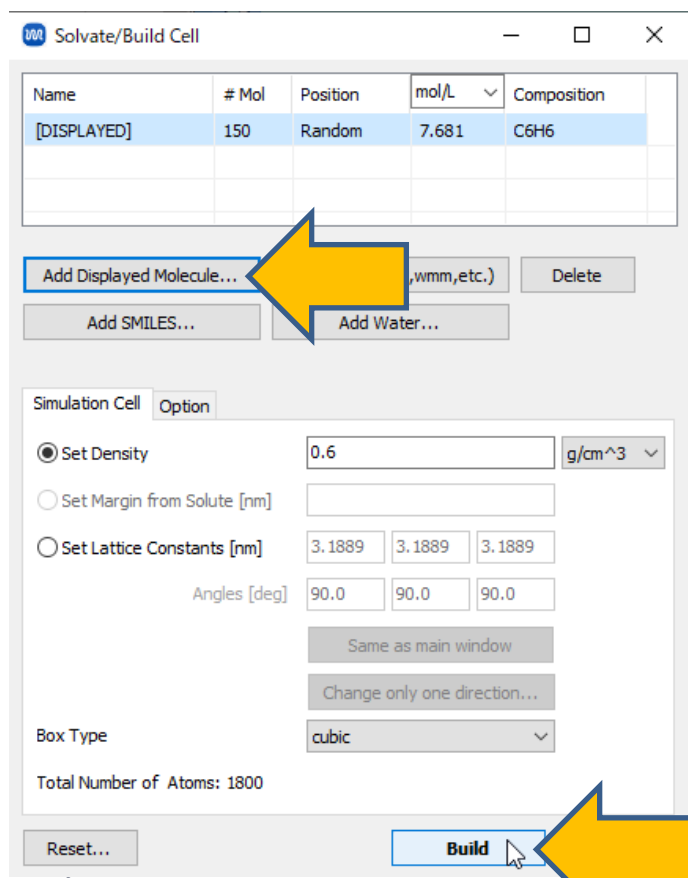 Solvate/Build Cell
Name # Mol Position mol/L Composition
[DISPLAYED] 150 Random 7.681 C6H6
Add Displayed Molecule... ,wmm,etc.) Delete
Add SMILES... Add Water...
Simulation Cell Option
Set Density 0.6 g/cm^3
Set Margin from Solute [nm]
Set Lattice Constants [nm] 3.1889 3.1889 3.1889
Angles [deg] 90.0 90.0 90.0
Same as main window
Change only one direction...
Box Type cubic
Total Number of Atoms: 1800
Reset... Build